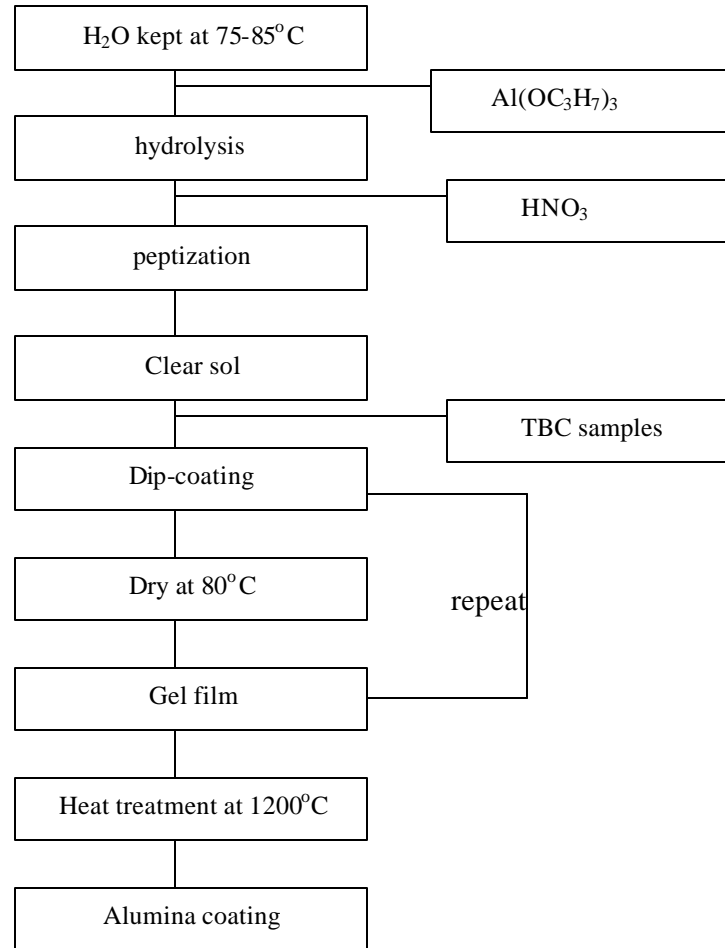 H₂O kept at 75-85°C
Al(OC₃H₇)₃
hydrolysis
HNO₃
peptization
Clear sol
TBC samples
Dip-coating
Dry at 80°C
repeat
Gel film
Heat treatment at 1200°C
Alumina coating